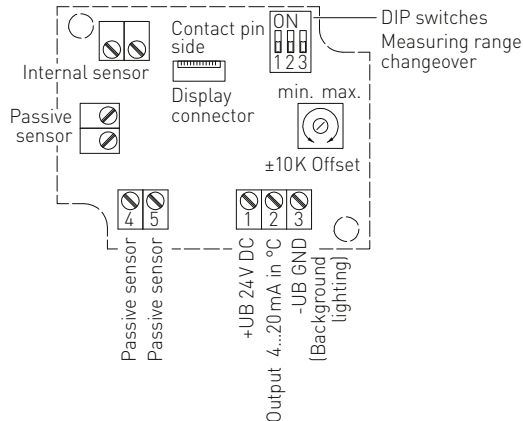 Contact pin
side
ON
1 2 3
DIP switches
Measuring range
changeover
Internal sensor
Display
connector
min. max.
±10K Offset
Passive
sensor
4 5
1 2 3
Passive sensor
Passive sensor
+UB 24V DC
Output 4...20mA in °C
-UB GND
(Background
lighting)